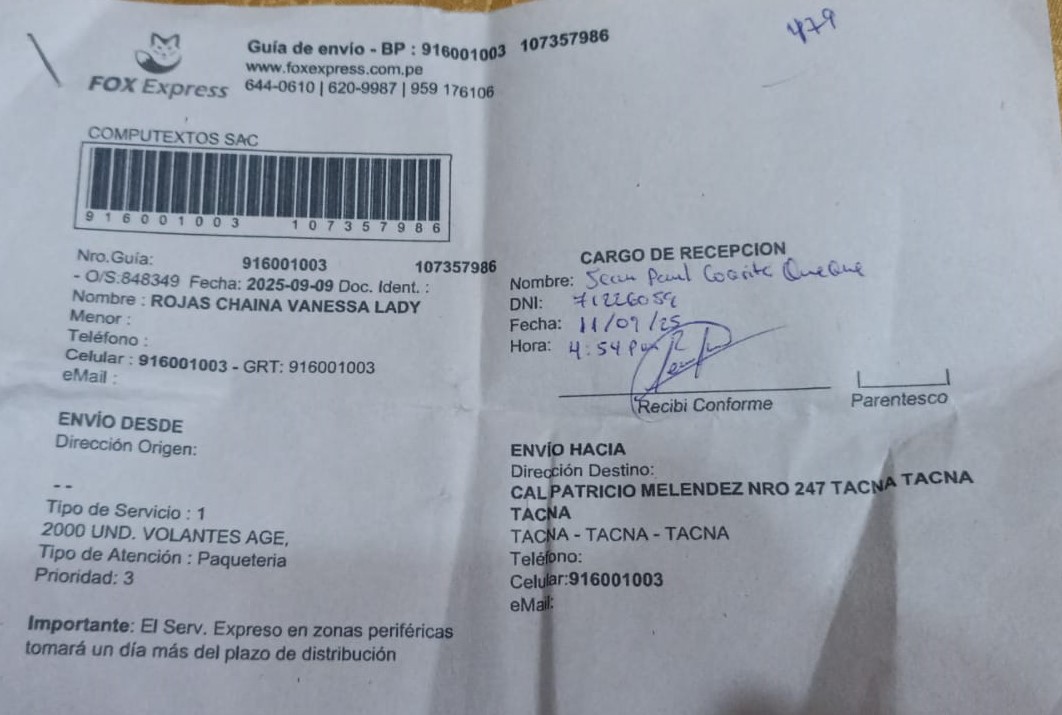 479
FOX Express
Guía de envío - BP : 916001003 107357986
www.foxexpress.com.pe
644-0610 | 620-9987 | 959 176106
COMPUTEXTOS SAC
916001003 107357986
Nro.Guía: 916001003 107357986
- O/S:848349 Fecha: 2025-09-09 Doc. Ident. :
Nombre : ROJAS CHAINA VANESSA LADY
Menor :
Teléfono :
Celular : 916001003 - GRT: 916001003
eMail :
CARGO DE RECEPCION
Nombre: Jean Paul Coarite QueQue
DNI: 71226059
Fecha: 11/09/25
Hora: 4:54 Pm
Recibi Conforme
Parentesco
ENVÍO DESDE
Dirección Origen:
--
Tipo de Servicio : 1
2000 UND. VOLANTES AGE,
Tipo de Atención : Paqueteria
Prioridad: 3
ENVÍO HACIA
Dirección Destino:
CAL PATRICIO MELENDEZ NRO 247 TACNA TACNA
TACNA
TACNA - TACNA - TACNA
Teléfono:
Celular:916001003
eMail:
Importante: El Serv. Expreso en zonas periféricas
tomará un día más del plazo de distribución